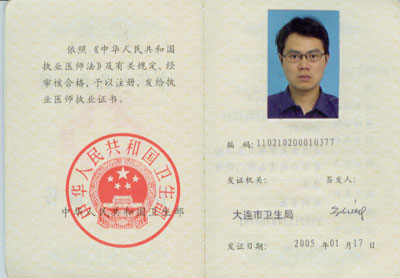 依照《中华人民共和国
执业医师法》及有关规定，经
审核合格，予以注册，发给执
业医师执业证书。
中华人民共和国卫生部
中华人民共和国卫生部
编 码:110210200010377
发证机关:
签发人:
大连市卫生局
发证日期: 2005 年 01 月 17 日